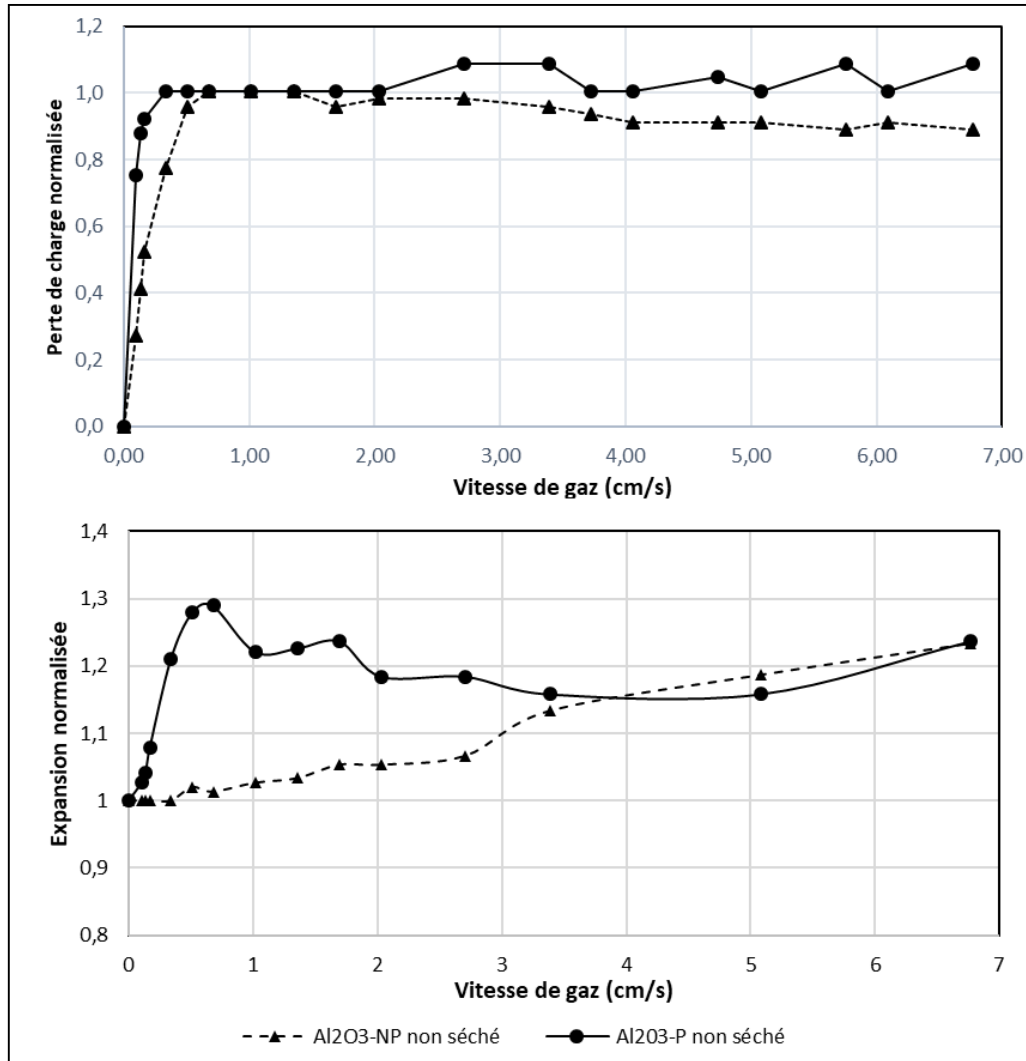 1,2
1,0
0,8
0,6
0,4
0,2
0,0
Perte de charge normalisée
0,00 1,00 2,00 3,00 4,00 5,00 6,00 7,00
Vitesse de gaz (cm/s)
1,4
1,3
1,2
1,1
1
0,9
0,8
Expansion normalisée
0 1 2 3 4 5 6 7
Vitesse de gaz (cm/s)
Al2O3-NP non séché Al203-P non séché